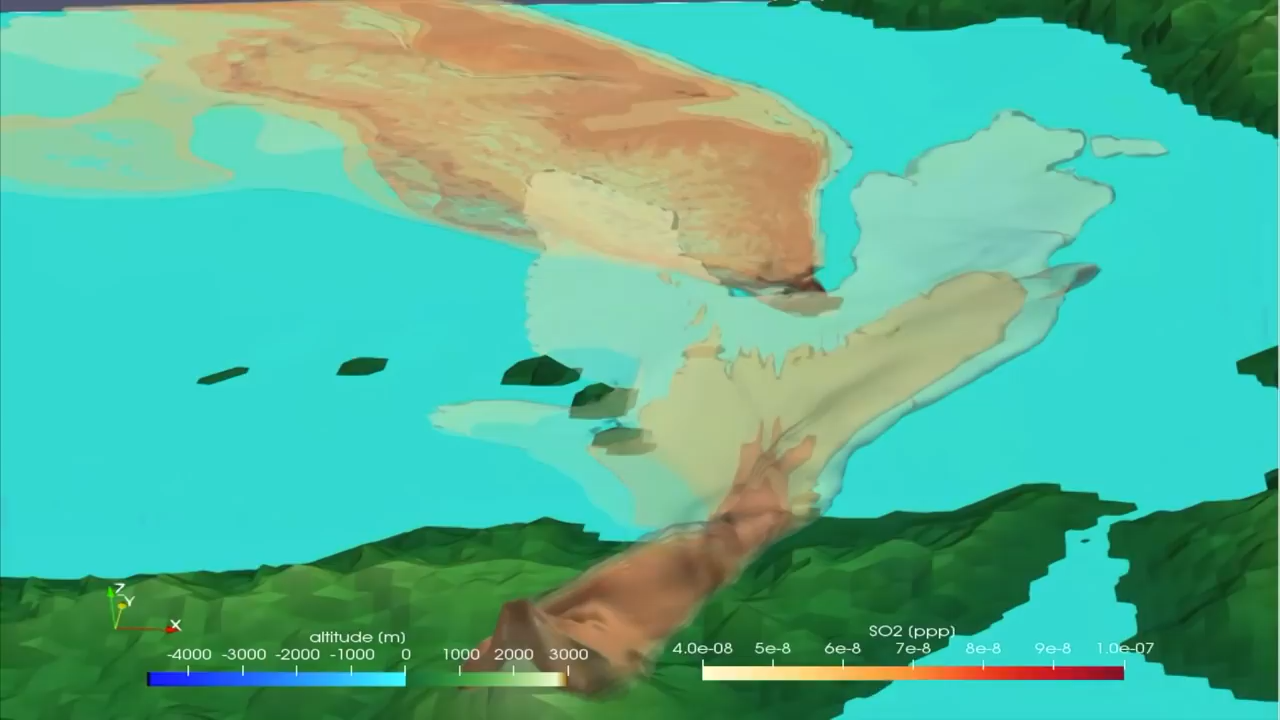 Z
Y
X
altitude [m]
-4000 -3000 -2000 -1000 0 1000 2000 3000
SO2 [ppp]
4.0e-08 5e-8 6e-8 7e-8 8e-8 9e-8 1.0e-07